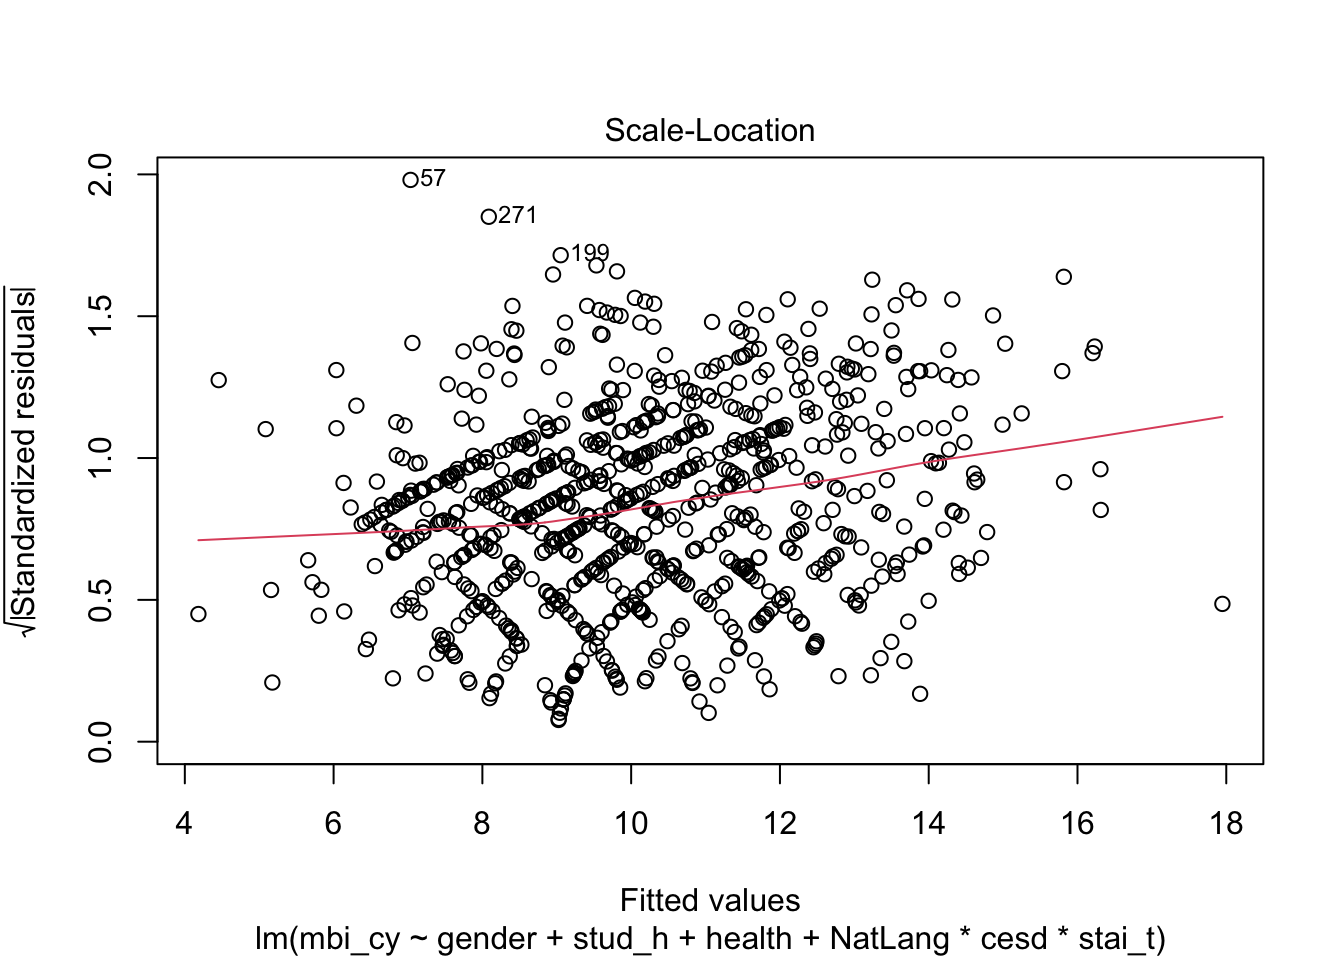 Scale-Location
√|Standardized residuals|
2.0
1.5
1.0
0.5
0.0
57
271
199
4 6 8 10 12 14 16 18
Fitted values
lm(mbi_cy ~ gender + stud_h + health + NatLang * cesd * stai_t)